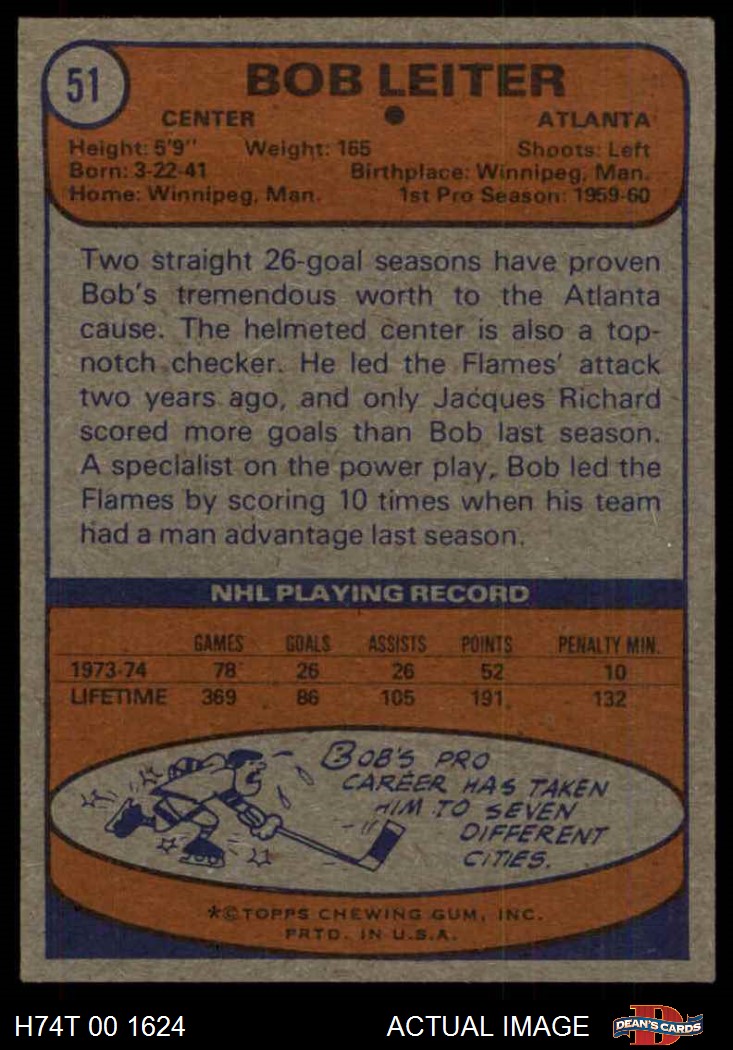 51
BOB LEITER
CENTER ATLANTA
Height: 5'9" Weight: 165 Shoots: Left
Born: 3-22-41 Birthplace: Winnipeg, Man.
Home: Winnipeg, Man. 1st Pro Season: 1959-60
Two straight 26-goal seasons have proven
Bob's tremendous worth to the Atlanta
cause. The helmeted center is also a top-
notch checker. He led the Flames' attack
two years ago, and only Jacques Richard
scored more goals than Bob last season.
A specialist on the power play, Bob led the
Flames by scoring 10 times when his team
had a man advantage last season.
NHL PLAYING RECORD
GAMES GOALS ASSISTS POINTS PENALTY MIN.
1973-74 78 26 26 52 10
LIFETIME 369 86 105 191 132
BOB'S PRO
CAREER HAS TAKEN
HIM TO SEVEN
DIFFERENT
CITIES.
*©TOPPS CHEWING GUM, INC.
PRTD. IN U.S.A.
H74T 00 1624 ACTUAL IMAGE D DEAN'S CARDS